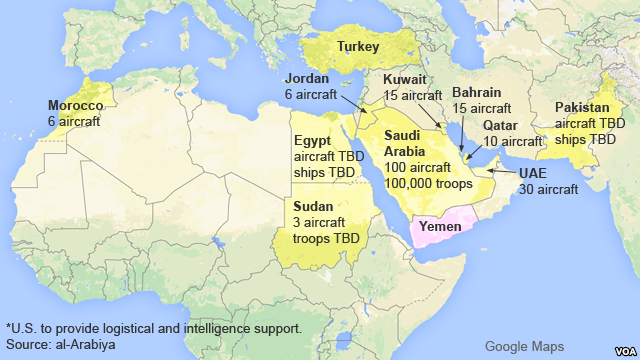 Turkey
Jordan
6 aircraft
Kuwait
15 aircraft
Bahrain
15 aircraft
Qatar
10 aircraft
Pakistan
aircraft TBD
ships TBD
Morocco
6 aircraft
Egypt
aircraft TBD
ships TBD
Saudi
Arabia
100 aircraft
100,000 troops
UAE
30 aircraft
Sudan
3 aircraft
troops TBD
Yemen
*U.S. to provide logistical and intelligence support.
Source: al-Arabiya
Google Maps
VOA